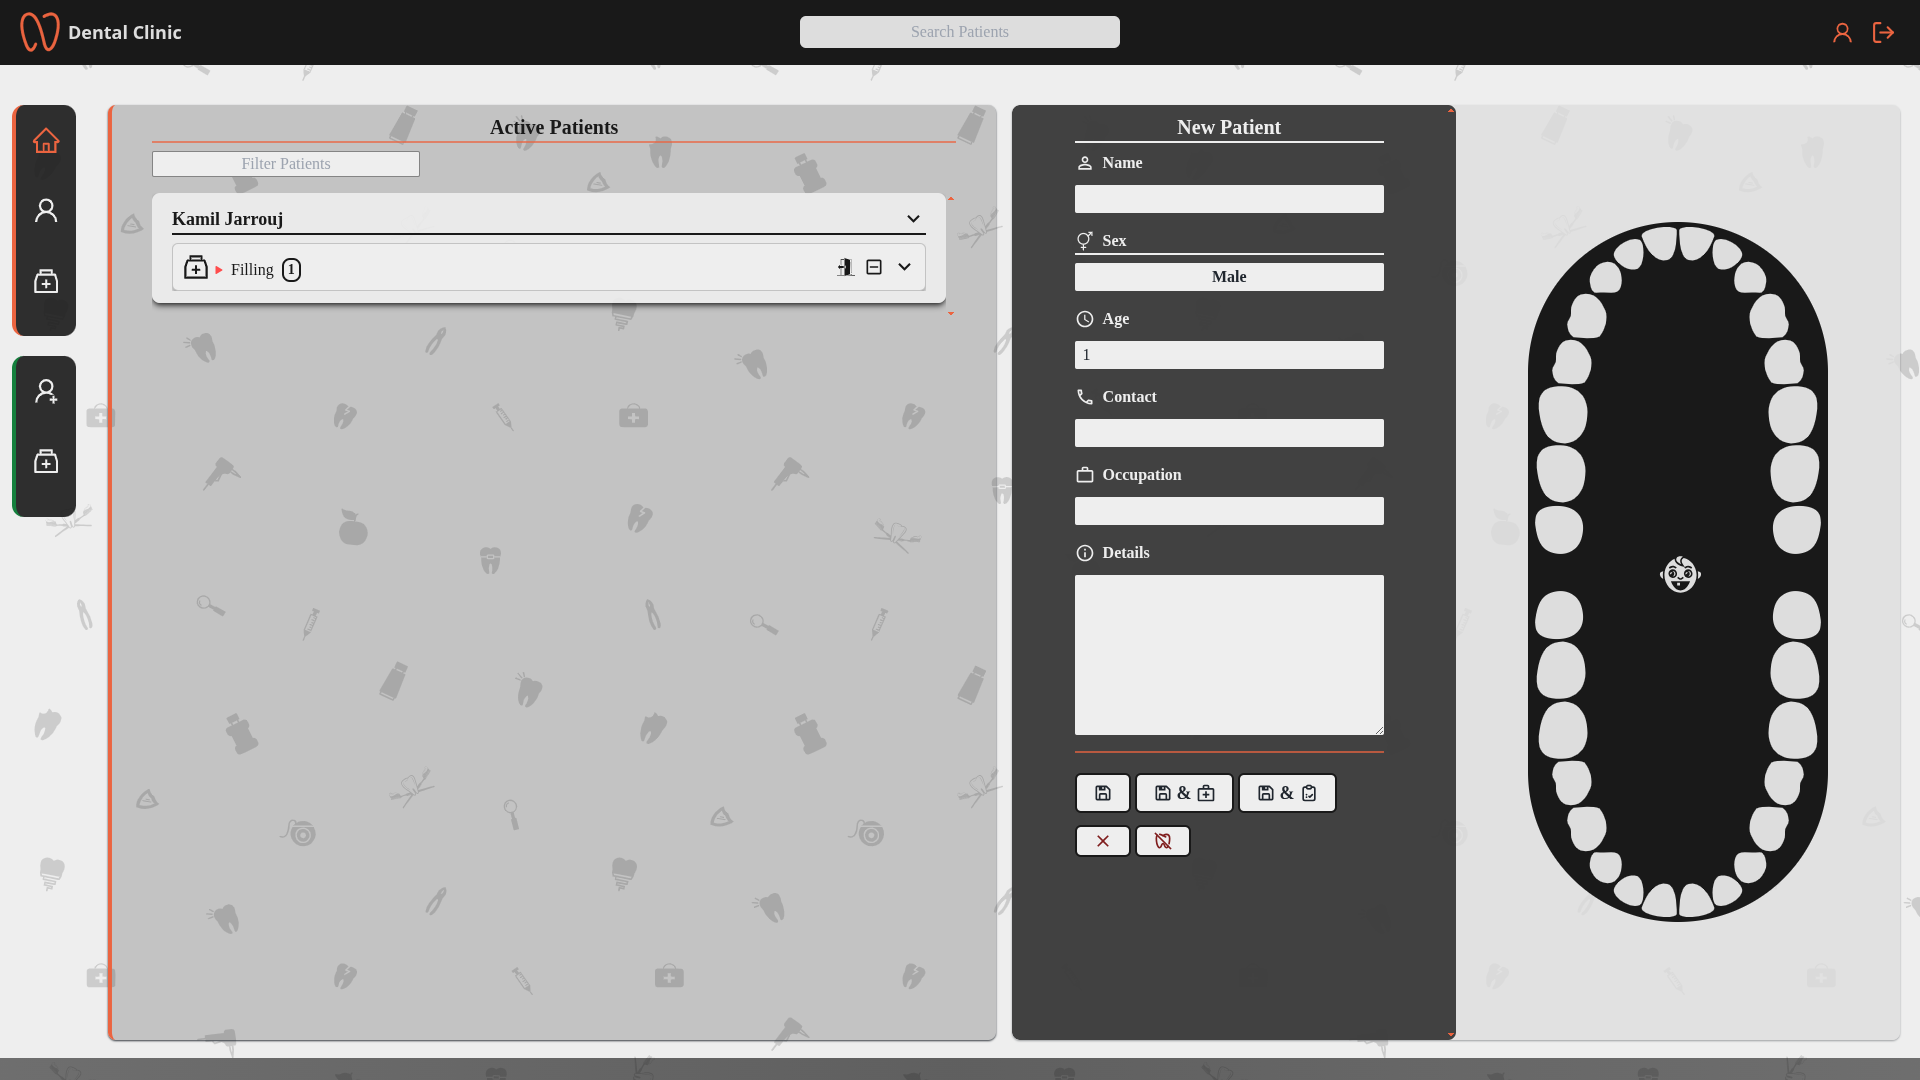 Dental Clinic
Search Patients
Active Patients
Filter Patients
Kamil Jarrouj
Filling 1
New Patient
Name
Sex
Male
Age
1
Contact
Occupation
Details
&
&